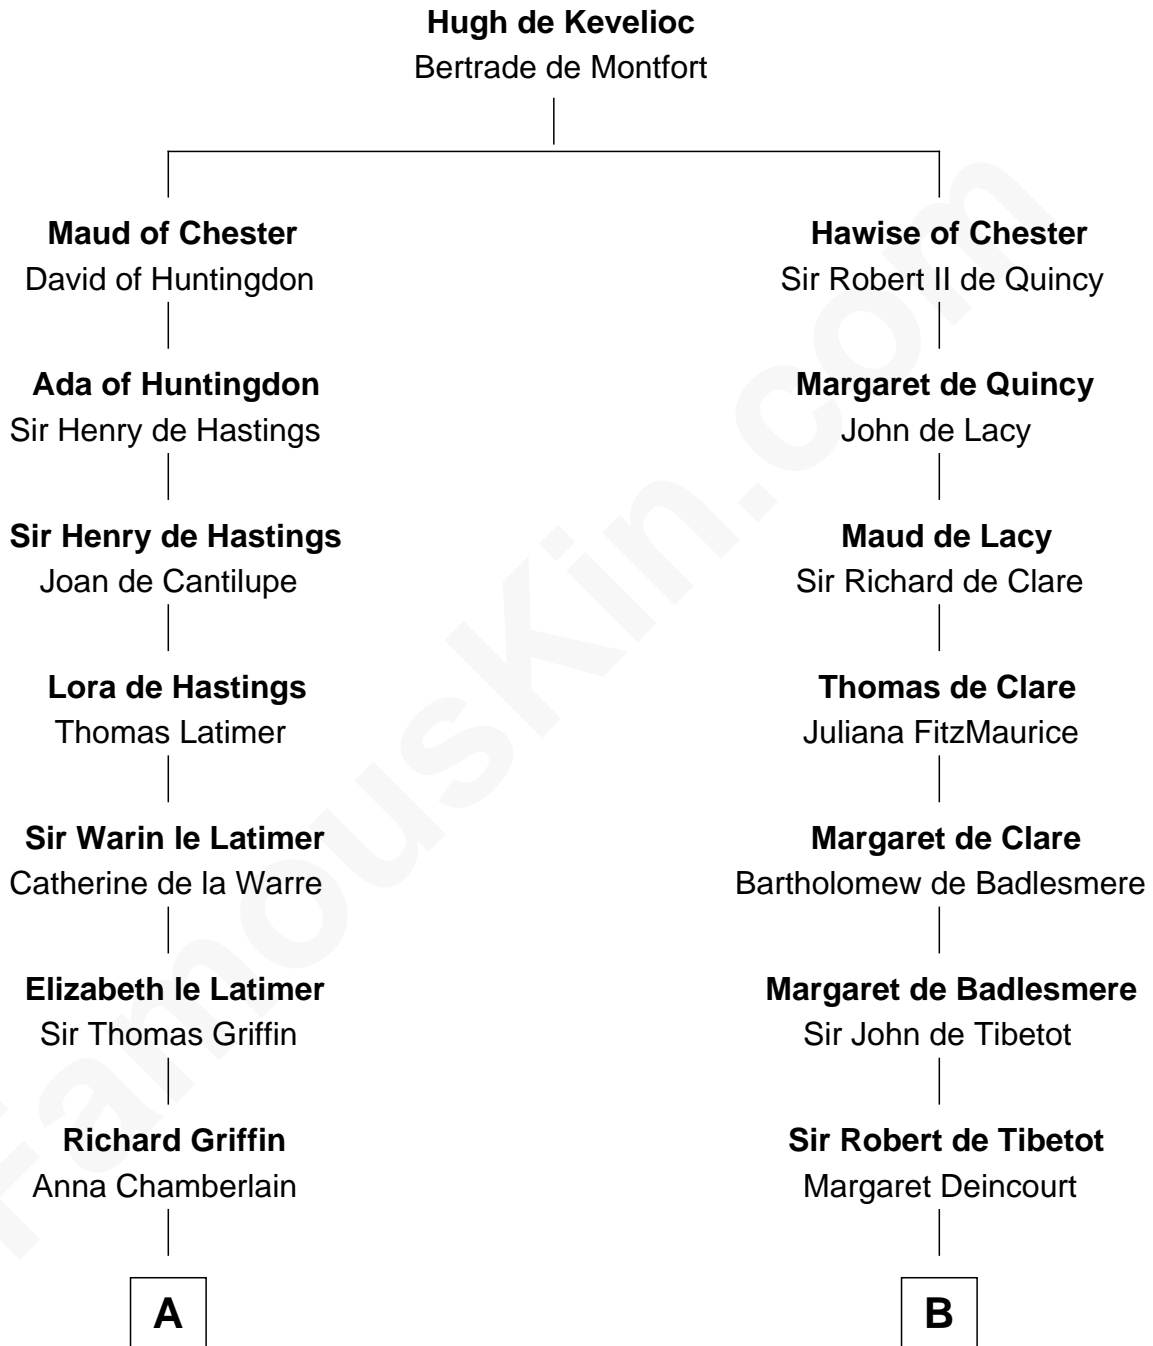 Hugh de Kevelioc
Bertrade de Montfort
Maud of Chester
David of Huntingdon
Hawise of Chester
Sir Robert II de Quincy
Ada of Huntingdon
Sir Henry de Hastings
Margaret de Quincy
John de Lacy
Sir Henry de Hastings
Joan de Cantilupe
Maud de Lacy
Sir Richard de Clare
Lora de Hastings
Thomas Latimer
Thomas de Clare
Juliana FitzMaurice
Sir Warin le Latimer
Catherine de la Warre
Margaret de Clare
Bartholomew de Badlesmere
Elizabeth le Latimer
Sir Thomas Griffin
Margaret de Badlesmere
Sir John de Tibetot
Richard Griffin
Anna Chamberlain
Sir Robert de Tibetot
Margaret Deincourt
A
B
FamousKin.com